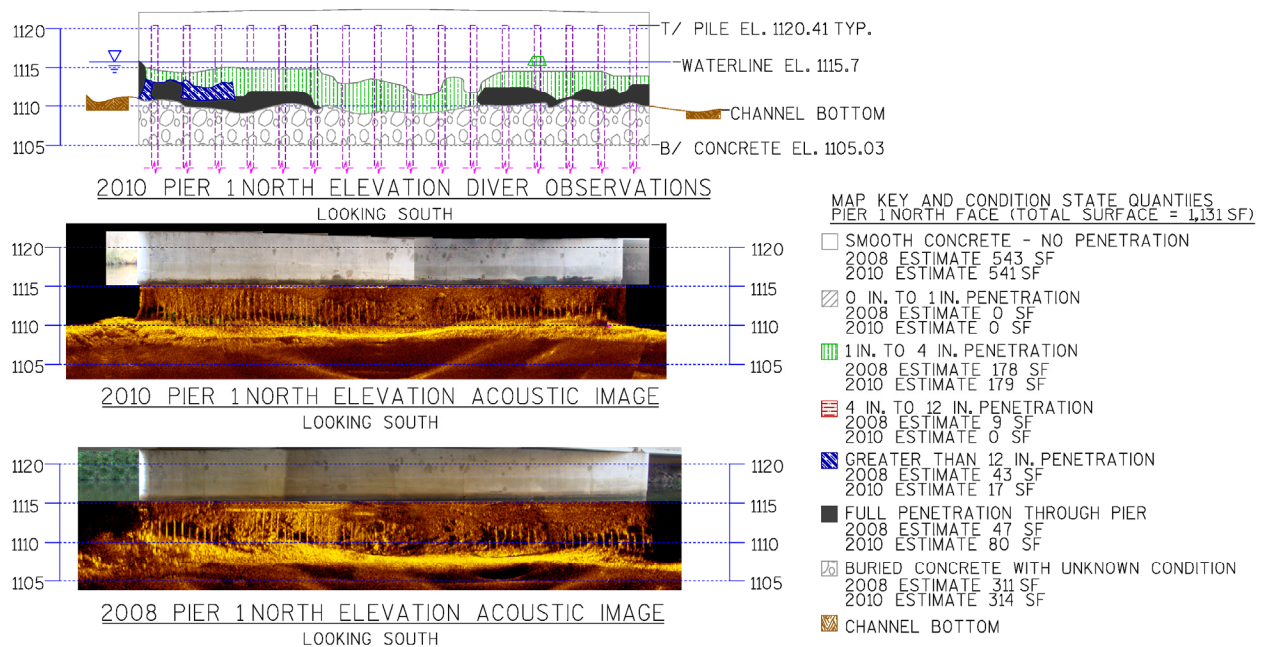 1120
1115
1110
1105
T/ PILE EL. 1120.41 TYP.
WATERLINE EL. 1115.7
CHANNEL BOTTOM
B/ CONCRETE EL. 1105.03
2010 PIER 1 NORTH ELEVATION DIVER OBSERVATIONS
LOOKING SOUTH
1120
1115
1110
1105
1120
1115
1110
1105
2010 PIER 1 NORTH ELEVATION ACOUSTIC IMAGE
LOOKING SOUTH
1120
1115
1110
1105
1120
1115
1110
1105
2008 PIER 1 NORTH ELEVATION ACOUSTIC IMAGE
LOOKING SOUTH
MAP KEY AND CONDITION STATE QUANTIIES
PIER 1 NORTH FACE (TOTAL SURFACE = 1,131 SF)
SMOOTH CONCRETE - NO PENETRATION
2008 ESTIMATE 543 SF
2010 ESTIMATE 541 SF
0 IN. TO 1 IN. PENETRATION
2008 ESTIMATE 0 SF
2010 ESTIMATE 0 SF
1 IN. TO 4 IN. PENETRATION
2008 ESTIMATE 178 SF
2010 ESTIMATE 179 SF
4 IN. TO 12 IN. PENETRATION
2008 ESTIMATE 9 SF
2010 ESTIMATE 0 SF
GREATER THAN 12 IN. PENETRATION
2008 ESTIMATE 43 SF
2010 ESTIMATE 17 SF
FULL PENETRATION THROUGH PIER
2008 ESTIMATE 47 SF
2010 ESTIMATE 80 SF
BURIED CONCRETE WITH UNKNOWN CONDITION
2008 ESTIMATE 311 SF
2010 ESTIMATE 314 SF
CHANNEL BOTTOM